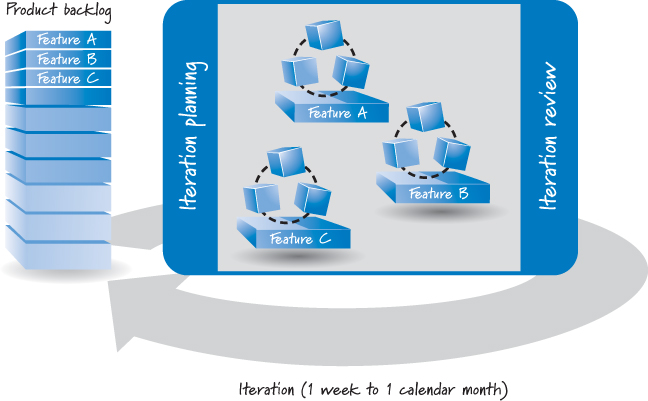 Product backlog
Feature A
Feature B
Feature C
Iteration planning
Feature A
Feature B
Feature C
Iteration review
Iteration (1 week to 1 calendar month)